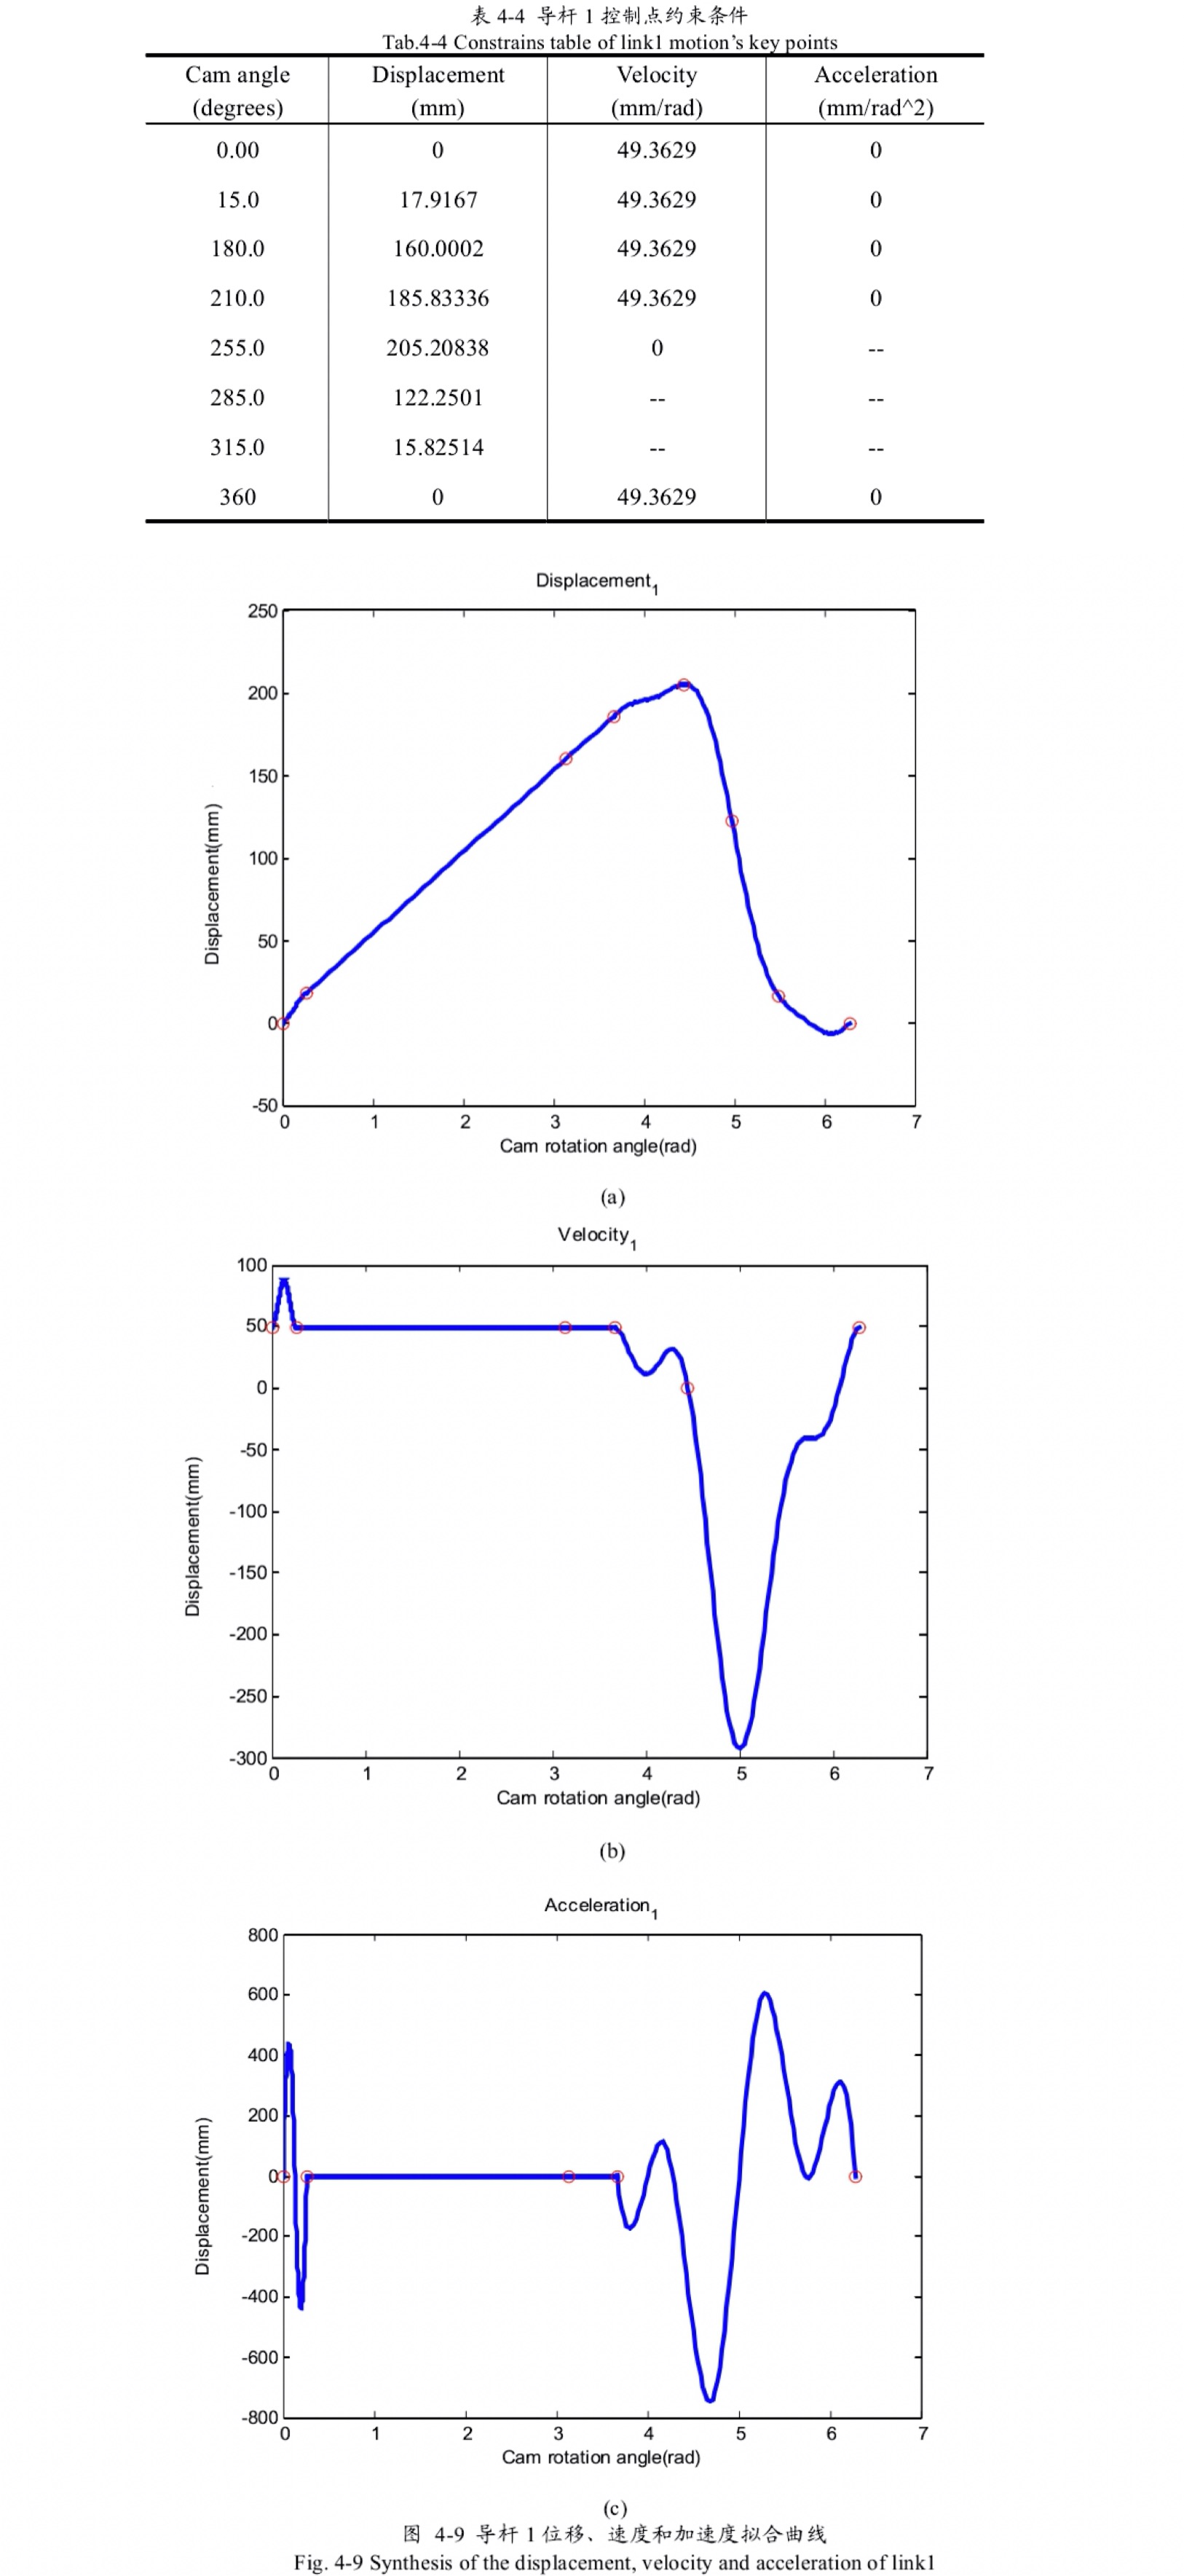 表 4-4 导杆 1 控制点约束条件
Tab.4-4 Constrains table of link1 motion's key points
Cam angle Displacement Velocity Acceleration
(degrees) (mm) (mm/rad) (mm/rad^2)
0.00 0 49.3629 0
15.0 17.9167 49.3629 0
180.0 160.0002 49.3629 0
210.0 185.83336 49.3629 0
255.0 205.20838 0 --
285.0 122.2501 -- --
315.0 15.82514 -- --
360 0 49.3629 0
Displacement1
250
200
150
100
50
0
-50
Displacement(mm)
0 1 2 3 4 5 6 7
Cam rotation angle(rad)
(a)
Velocity1
100
50
0
-50
-100
-150
-200
-250
-300
Displacement(mm)
0 1 2 3 4 5 6 7
Cam rotation angle(rad)
(b)
Acceleration1
800
600
400
200
0
-200
-400
-600
-800
Displacement(mm)
0 1 2 3 4 5 6 7
Cam rotation angle(rad)
(c)
图 4-9 导杆 1 位移、速度和加速度拟合曲线
Fig. 4-9 Synthesis of the displacement, velocity and acceleration of link1